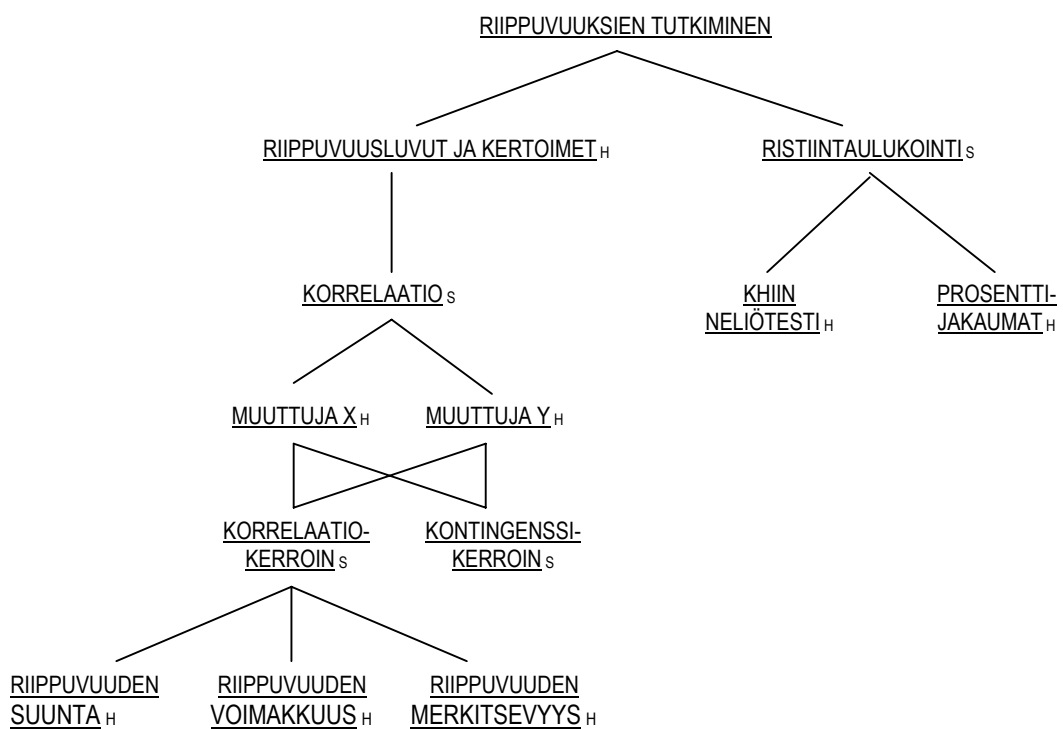 RIIPPUVUUKSIEN TUTKIMINEN
RIIPPUVUUSLUVUT JA KERTOIMET H
RISTIINTAULUKOINTI S
KORRELAATIO S
KHIIN
NELIÖTESTI H
PROSENTTI-
JAKAUMAT H
MUUTTUJA X H
MUUTTUJA Y H
KORRELAATIO-
KERROIN S
KONTINGENSSI-
KERROIN S
RIIPPUVUUDEN
SUUNTA H
RIIPPUVUUDEN
VOIMAKKUUS H
RIIPPUVUUDEN
MERKITSEVYYS H